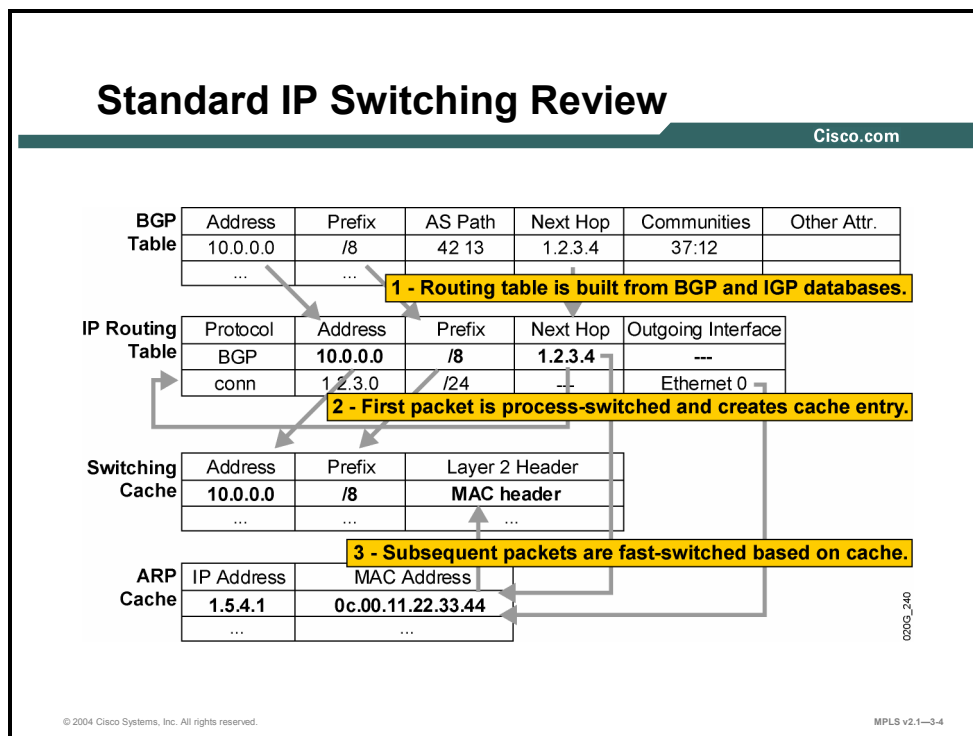 Standard IP Switching Review
Cisco.com
BGP Table
Address Prefix AS Path Next Hop Communities Other Attr.
10.0.0.0 /8 42 13 1.2.3.4 37:12
... ...
1 - Routing table is built from BGP and IGP databases.
IP Routing Table
Protocol Address Prefix Next Hop Outgoing Interface
BGP 10.0.0.0 /8 1.2.3.4 ---
conn 1.2.3.0 /24 --- Ethernet 0
2 - First packet is process-switched and creates cache entry.
Switching Cache
Address Prefix Layer 2 Header
10.0.0.0 /8 MAC header
... ... ...
3 - Subsequent packets are fast-switched based on cache.
ARP Cache
IP Address MAC Address
1.5.4.1 0c.00.11.22.33.44
... ...
020G_240
© 2004 Cisco Systems, Inc. All rights reserved.
MPLS v2.1—3-4